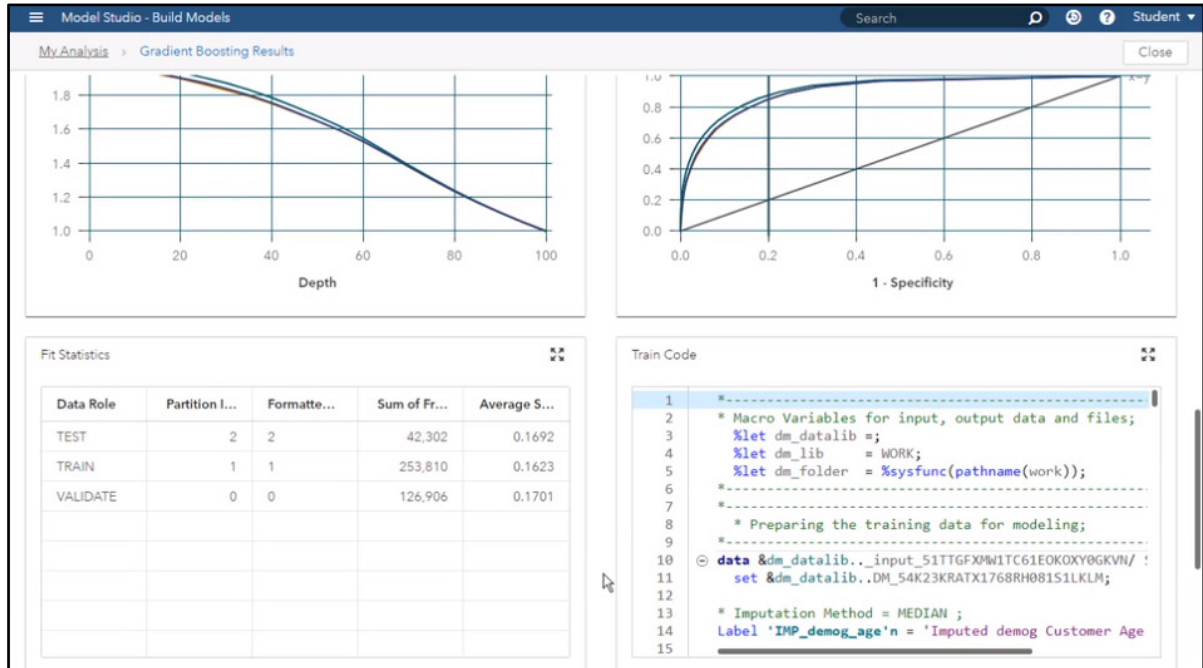 Model Studio - Build Models
Search
Student
My Analysis > Gradient Boosting Results
Close
1.8
1.6
1.4
1.2
1.0
0 20 40 60 80 100
Depth
1.0
x=y
0.8
0.6
0.4
0.2
0.0
0.0 0.2 0.4 0.6 0.8 1.0
1 - Specificity
Fit Statistics
Data Role Partition I... Formatte... Sum of Fr... Average S...
TEST 2 2 42,302 0.1692
TRAIN 1 1 253,810 0.1623
VALIDATE 0 0 126,906 0.1701
Train Code
1 *------------------------------------------------------
2 * Macro Variables for input, output data and files;
3 %let dm_datalib =;
4 %let dm_lib     = WORK;
5 %let dm_folder  = %sysfunc(pathname(work));
6 *------------------------------------------------------
7 *------------------------------------------------------
8 * Preparing the training data for modeling;
9 *------------------------------------------------------
10 data &dm_datalib.._input_51TTGFXMW1TC61EOKOXY0GKVN/
11 set &dm_datalib..DM_54K23KRATX1768RH081S1LKLM;
12
13 * Imputation Method = MEDIAN ;
14 Label 'IMP_demog_age'n = 'Imputed demog Customer Age
15